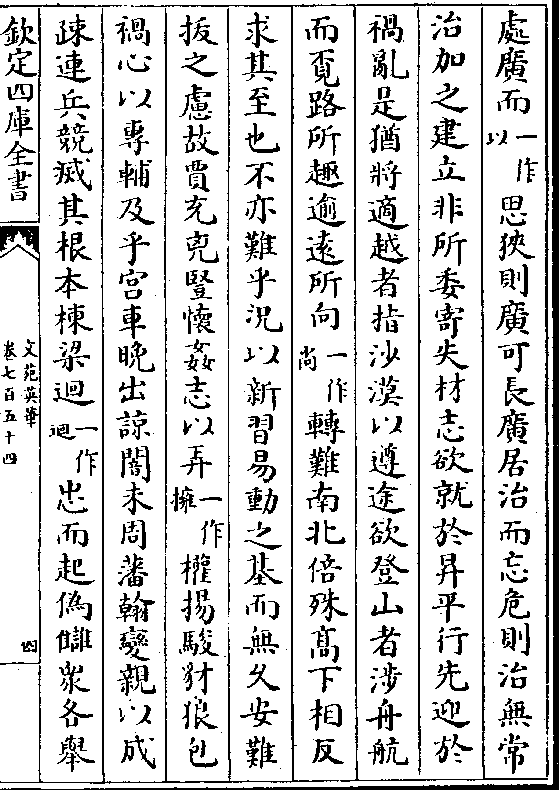 處廣而一作以思狹則廣可長廣居治而忘危則治無常
治加之建立非所委寄失材志欲就於昇平行先迎於
禍亂是猶將適越者指沙漠以遵途欲登山者涉舟航
而覔路所趣逾遠所向一作尚轉難南北倍殊髙下相反
求其至也不亦難乎況以新習易動之基而無久安難
拔之慮故賈充兇豎懷姦志以弄一作擁權揚駿豺狼包
禍心以専輔及乎宫車晚出諒闇未周藩翰變親以成
疎連兵競滅其根本棟梁迴一作廻忠而起偽讎衆各舉
欽定四庫全書
文苑英華
卷七百五十四
四